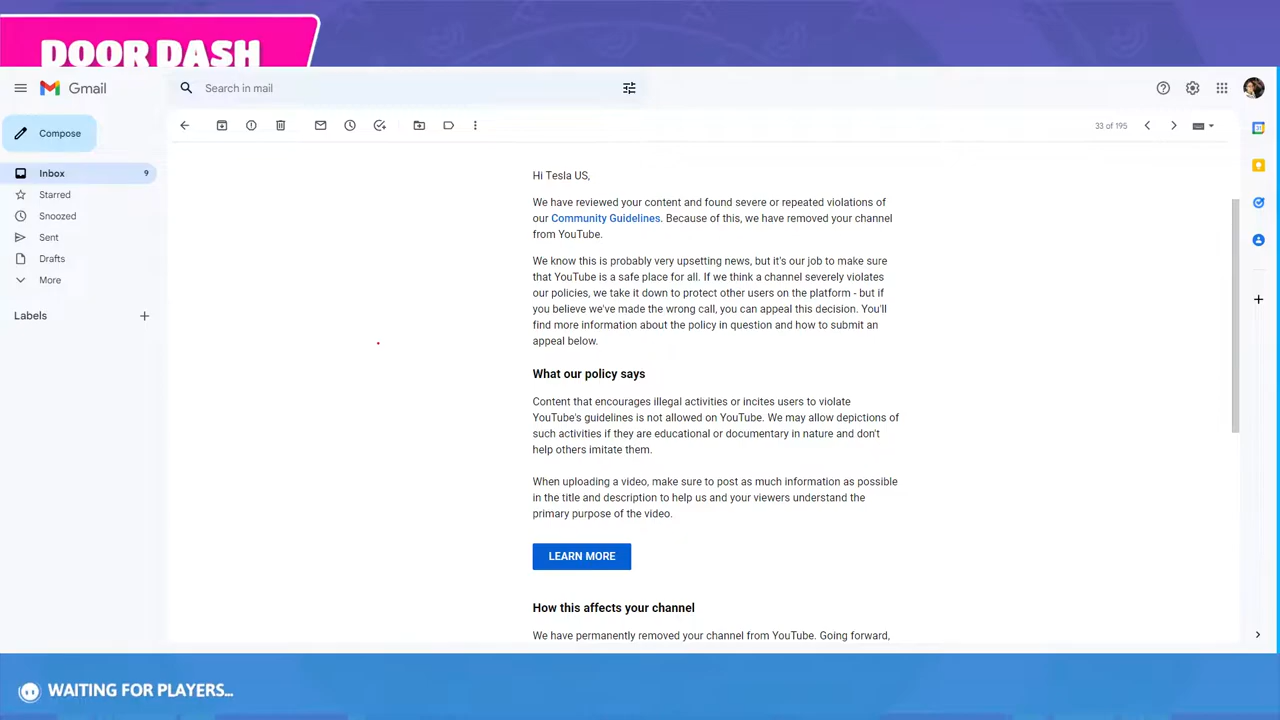 DOOR DASH
Gmail
Search in mail
Compose
33 of 195
Inbox 9
Starred
Snoozed
Sent
Drafts
More
Labels
Hi Tesla US,
We have reviewed your content and found severe or repeated violations of
our Community Guidelines. Because of this, we have removed your channel
from YouTube.
We know this is probably very upsetting news, but it's our job to make sure
that YouTube is a safe place for all. If we think a channel severely violates
our policies, we take it down to protect other users on the platform - but if
you believe we've made the wrong call, you can appeal this decision. You'll
find more information about the policy in question and how to submit an
appeal below.
What our policy says
Content that encourages illegal activities or incites users to violate
YouTube's guidelines is not allowed on YouTube. We may allow depictions of
such activities if they are educational or documentary in nature and don't
help others imitate them.
When uploading a video, make sure to post as much information as possible
in the title and description to help us and your viewers understand the
primary purpose of the video.
LEARN MORE
How this affects your channel
We have permanently removed your channel from YouTube. Going forward,
WAITING FOR PLAYERS...